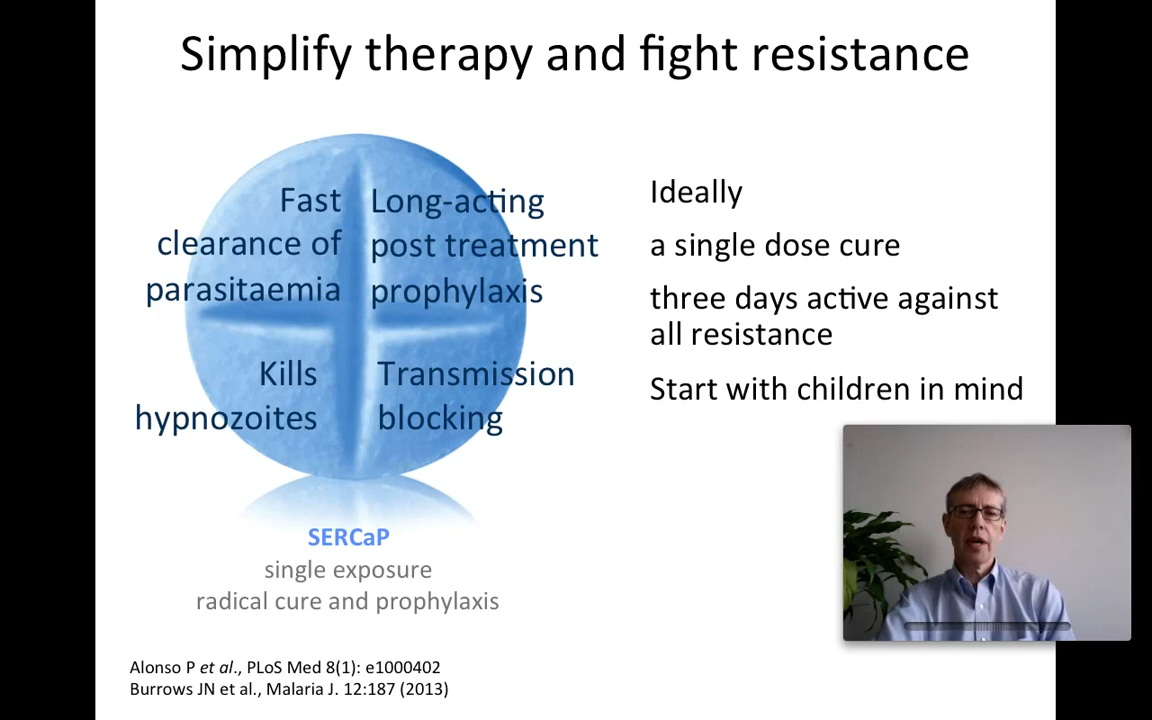 Simplify therapy and fight resistance
Fast
clearance of
parasitaemia
Long-acting
post treatment
prophylaxis
Kills
hypnozoites
Transmission
blocking
SERCaP
single exposure
radical cure and prophylaxis
Ideally
a single dose cure
three days active against
all resistance
Start with children in mind
Alonso P et al., PLoS Med 8(1): e1000402
Burrows JN et al., Malaria J. 12:187 (2013)